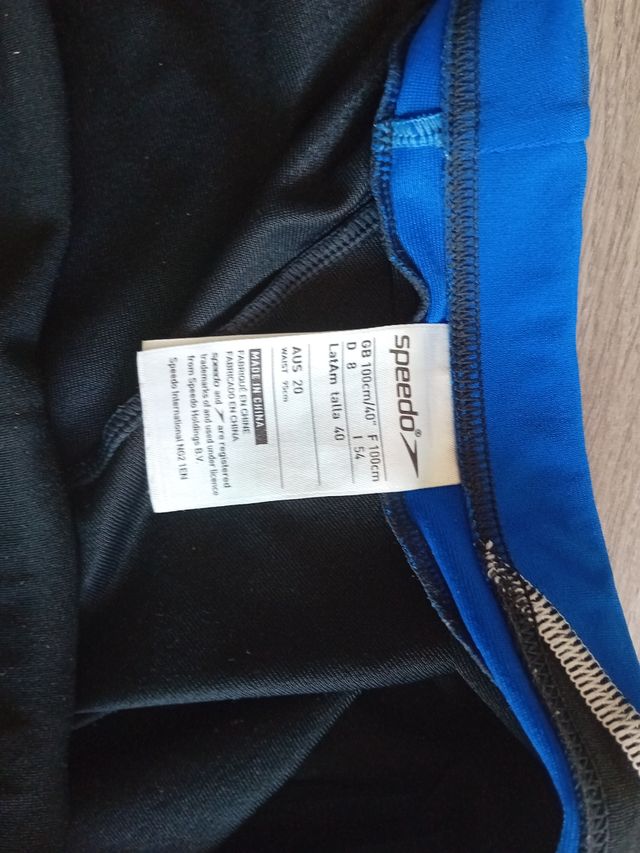 speedo®
GB 100cm/40" F 100cm
D 8 I 54
LatAm talla 40
AUS 20
WAIST 95cm
MADE IN CHINA
FABRIQUÉ EN CHINE
FABRICADO EN CHINA
speedo and are registered
trademarks of and used under licence
from Speedo Holdings B.V.
Speedo International NG2 1EN